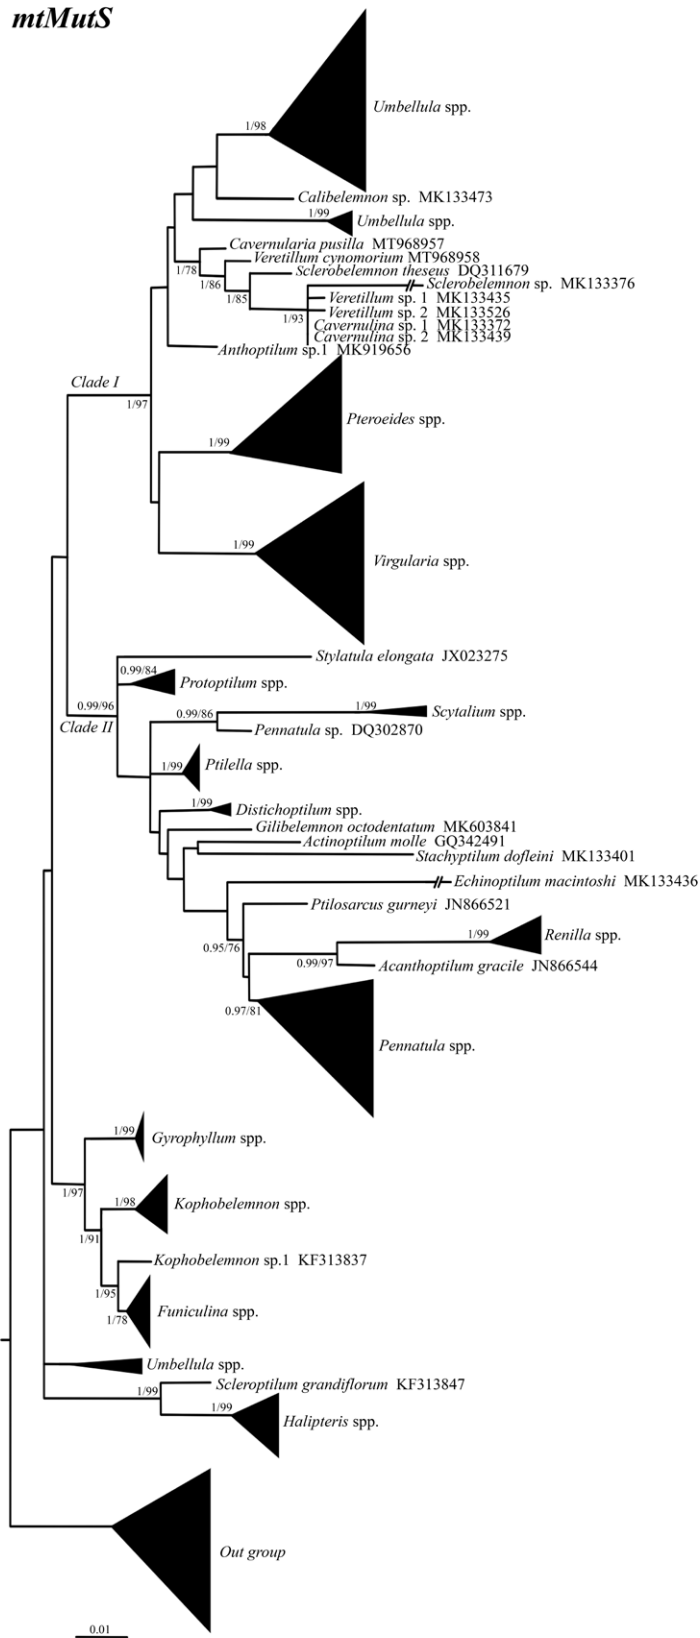 mtMutS
Umbellula spp.
1/98
Calibelemnon sp. MK133473
1/99
Umbellula spp.
Cavernularia pusilla MT968957
Veretillum cynomorium MT968958
1/78
Sclerobelemnon theseus DQ311679
1/86
Sclerobelemnon sp. MK133376
1/85
Veretillum sp. 1 MK133435
Veretillum sp. 2 MK133526
1/93
Cavernulina sp. 1 MK133372
Cavernulina sp. 2 MK133439
Anthoptilum sp.1 MK919656
Clade I
1/97
Pteroeides spp.
1/99
1/99
Virgularia spp.
Stylatula elongata JX023275
0.99/84
Protoptilum spp.
0.99/96
Clade II
0.99/86
1/99
Scytalium spp.
Pennatula sp. DQ302870
1/99
Ptilella spp.
1/99
Distichoptilum spp.
Gilibelemnon octodentatum MK603841
Actinoptilum molle GQ342491
Stachyptilum dofleini MK133401
Echinoptilum macintoshi MK133436
Ptilosarcus gurneyi JN866521
0.95/76
1/99
Renilla spp.
0.99/97
Acanthoptilum gracile JN866544
0.97/81
Pennatula spp.
1/99
Gyrophyllum spp.
1/97
1/98
Kophobelemnon spp.
1/91
Kophobelemnon sp.1 KF313837
1/95
1/78
Funiculina spp.
Umbellula spp.
Scleroptilum grandiflorum KF313847
1/99
1/99
Halipteris spp.
Out group
0.01